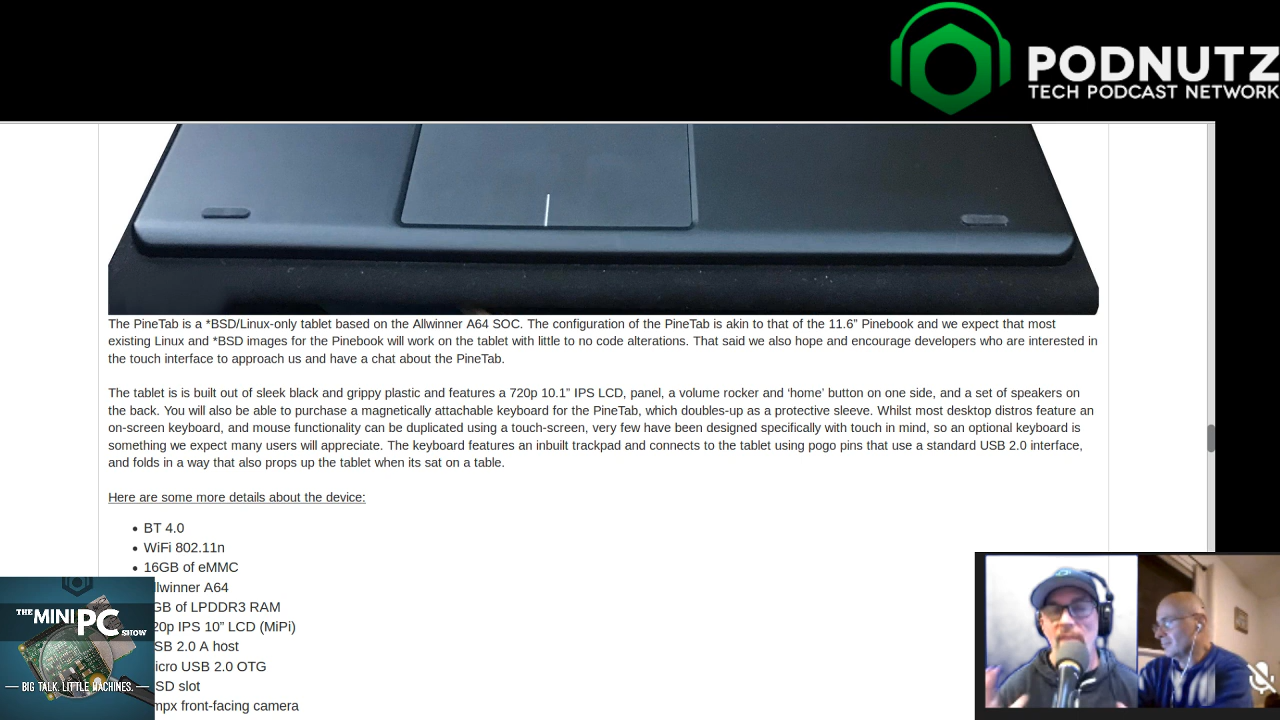 PODNUTZ
TECH PODCAST NETWORK
The PineTab is a *BSD/Linux-only tablet based on the Allwinner A64 SOC. The configuration of the PineTab is akin to that of the 11.6" Pinebook and we expect that most
existing Linux and *BSD images for the Pinebook will work on the tablet with little to no code alterations. That said we also hope and encourage developers who are interested in
the touch interface to approach us and have a chat about the PineTab.
The tablet is is built out of sleek black and grippy plastic and features a 720p 10.1" IPS LCD, panel, a volume rocker and ‘home’ button on one side, and a set of speakers on
the back. You will also be able to purchase a magnetically attachable keyboard for the PineTab, which doubles-up as a protective sleeve. Whilst most desktop distros feature an
on-screen keyboard, and mouse functionality can be duplicated using a touch-screen, very few have been designed specifically with touch in mind, so an optional keyboard is
something we expect many users will appreciate. The keyboard features an inbuilt trackpad and connects to the tablet using pogo pins that use a standard USB 2.0 interface,
and folds in a way that also props up the tablet when its sat on a table.
Here are some more details about the device:
• BT 4.0
• WiFi 802.11n
• 16GB of eMMC
llwinner A64
GB of LPDDR3 RAM
20p IPS 10” LCD (MiPi)
SB 2.0 A host
icro USB 2.0 OTG
SD slot
mpx front-facing camera
THE MINI PC SHOW
BIG TALK. LITTLE MACHINES.